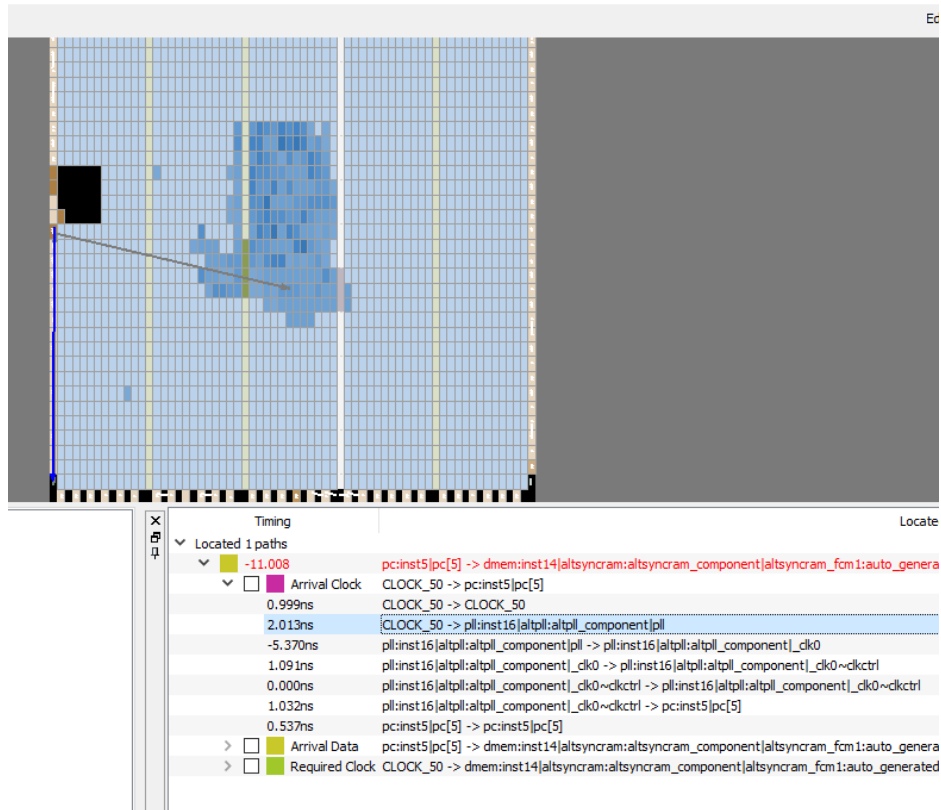 Ed
Timing Locate
Located 1 paths
-11.008 pc:inst5|pc[5] -> dmem:inst14|altsyncram:altsyncram_component|altsyncram_fcm1:auto_genera
Arrival Clock CLOCK_50 -> pc:inst5|pc[5]
0.999ns CLOCK_50 -> CLOCK_50
2.013ns CLOCK_50 -> pll:inst16|altpll:altpll_component|pll
-5.370ns pll:inst16|altpll:altpll_component|pll -> pll:inst16|altpll:altpll_component|_clk0
1.091ns pll:inst16|altpll:altpll_component|_clk0 -> pll:inst16|altpll:altpll_component|_clk0~clkctrl
0.000ns pll:inst16|altpll:altpll_component|_clk0~clkctrl -> pll:inst16|altpll:altpll_component|_clk0~clkctrl
1.032ns pll:inst16|altpll:altpll_component|_clk0~clkctrl -> pc:inst5|pc[5]
0.537ns pc:inst5|pc[5] -> pc:inst5|pc[5]
Arrival Data pc:inst5|pc[5] -> dmem:inst14|altsyncram:altsyncram_component|altsyncram_fcm1:auto_genera
Required Clock CLOCK_50 -> dmem:inst14|altsyncram:altsyncram_component|altsyncram_fcm1:auto_generated